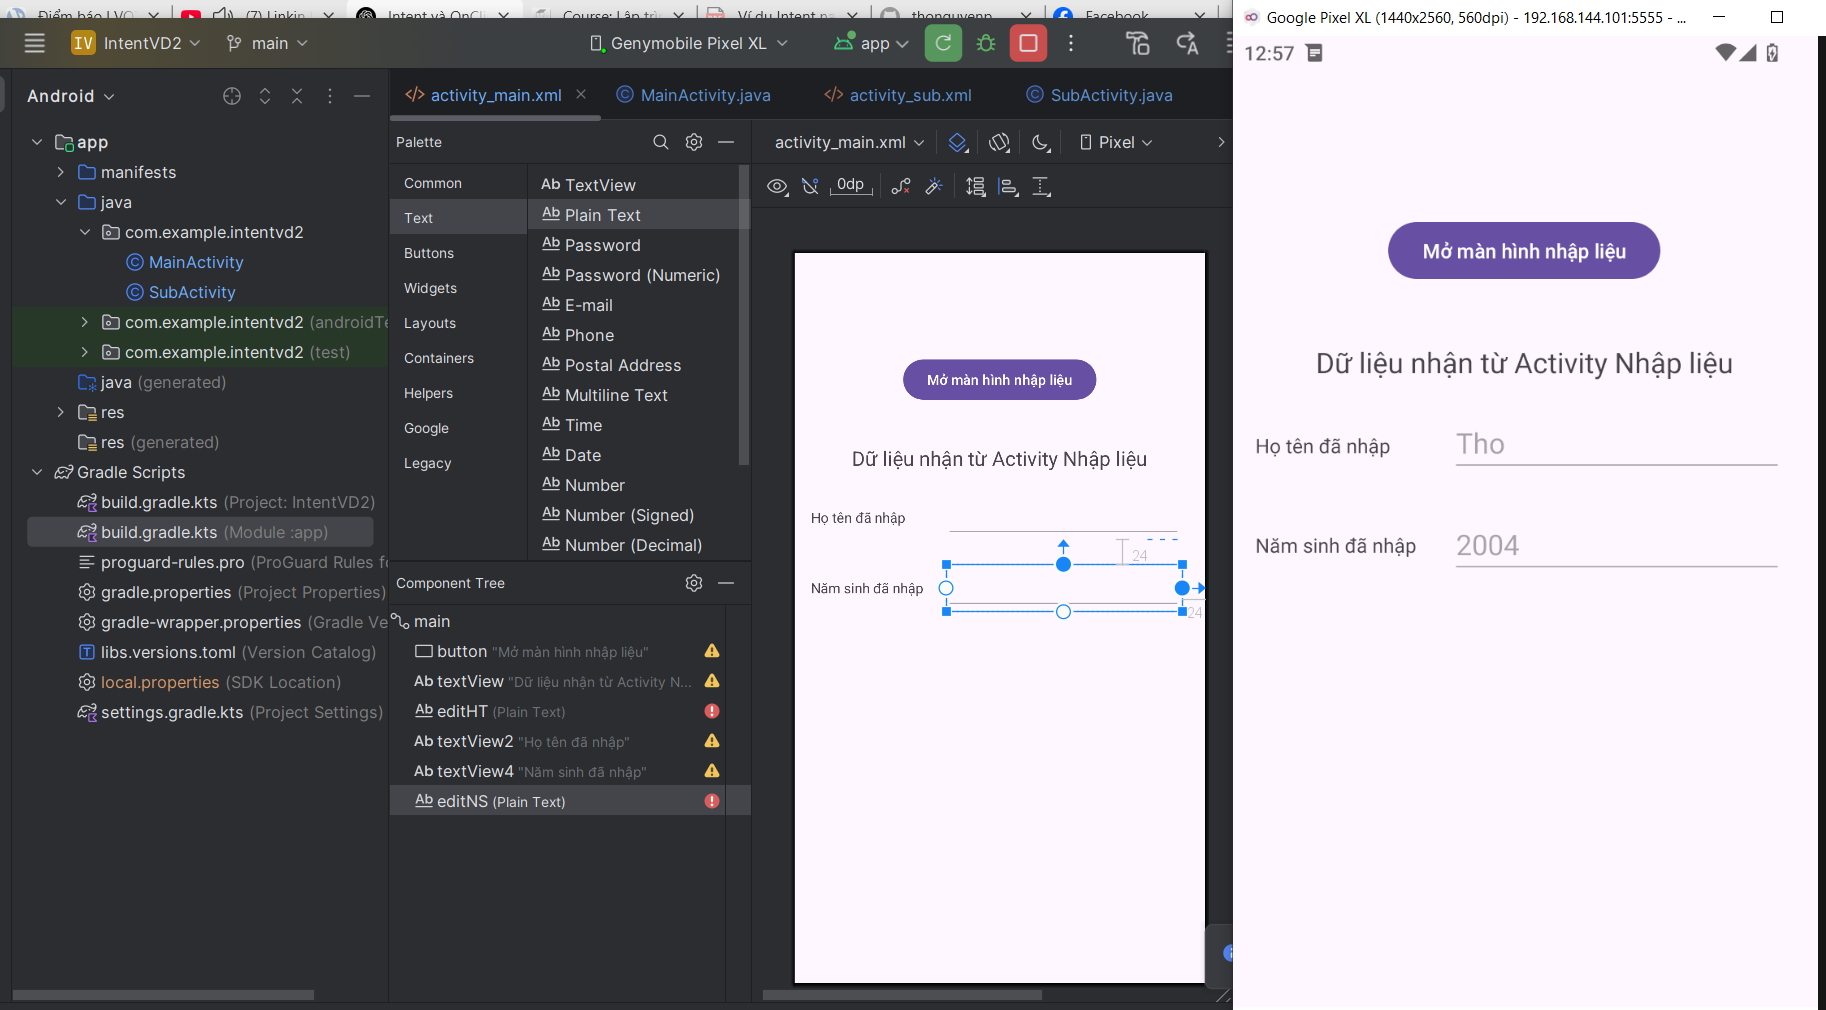 Điểm báo LVO
(7) Linkin
Intent và OnCli
Course: Lập trì
Ví dụ Intent na
thonguyenp
Facebook
Google Pixel XL (1440x2560, 560dpi) - 192.168.144.101:5555 - ...
IV IntentVD2 main
Genymobile Pixel XL
app
12:57
Android
activity_main.xml
MainActivity.java
activity_sub.xml
SubActivity.java
app
manifests
java
com.example.intentvd2
MainActivity
SubActivity
com.example.intentvd2 (androidTe
com.example.intentvd2 (test)
java (generated)
res
res (generated)
Gradle Scripts
build.gradle.kts (Project: IntentVD2)
build.gradle.kts (Module :app)
proguard-rules.pro (ProGuard Rules fo
gradle.properties (Project Properties)
gradle-wrapper.properties (Gradle Ve
libs.versions.toml (Version Catalog)
local.properties (SDK Location)
settings.gradle.kts (Project Settings)
Palette
Common
Text
Buttons
Widgets
Layouts
Containers
Helpers
Google
Legacy
Ab TextView
Ab Plain Text
Ab Password
Ab Password (Numeric)
Ab E-mail
Ab Phone
Ab Postal Address
Ab Multiline Text
Ab Time
Ab Date
Ab Number
Ab Number (Signed)
Ab Number (Decimal)
Component Tree
main
button "Mở màn hình nhập liệu"
Ab textView "Dữ liệu nhận từ Activity N...
Ab editHT (Plain Text)
Ab textView2 "Họ tên đã nhập"
Ab textView4 "Năm sinh đã nhập"
Ab editNS (Plain Text)
activity_main.xml
Pixel
0dp
Mở màn hình nhập liệu
Dữ liệu nhận từ Activity Nhập liệu
Họ tên đã nhập
24
Năm sinh đã nhập
24
Mở màn hình nhập liệu
Dữ liệu nhận từ Activity Nhập liệu
Họ tên đã nhập
Tho
Năm sinh đã nhập
2004